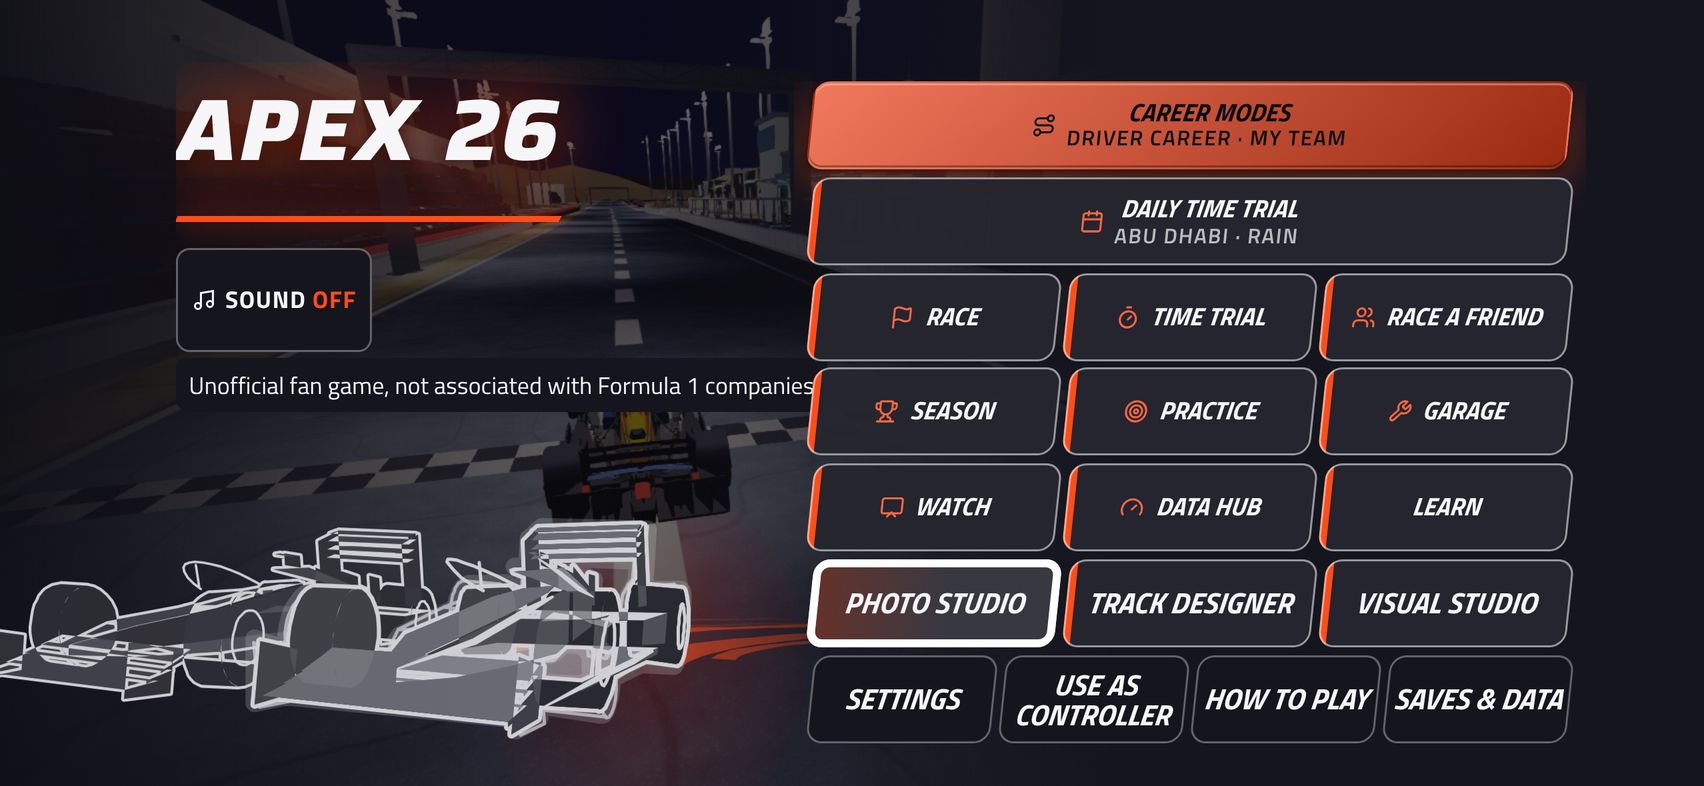 APEX 26
SOUND OFF
Unofficial fan game, not associated with Formula 1 companies
CAREER MODES
DRIVER CAREER · MY TEAM
DAILY TIME TRIAL
ABU DHABI · RAIN
RACE
TIME TRIAL
RACE A FRIEND
SEASON
PRACTICE
GARAGE
WATCH
DATA HUB
LEARN
PHOTO STUDIO
TRACK DESIGNER
VISUAL STUDIO
SETTINGS
USE AS
CONTROLLER
HOW TO PLAY
SAVES & DATA